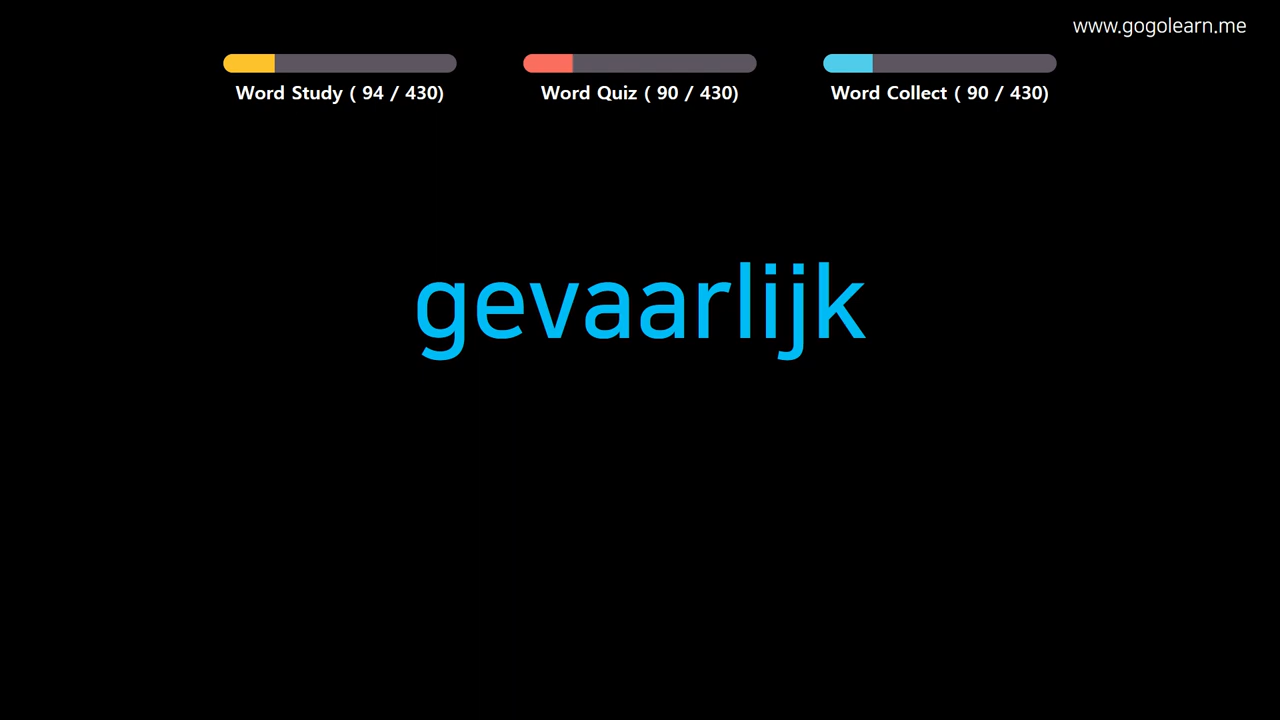 www.gogolearn.me
Word Study ( 94 / 430)
Word Quiz ( 90 / 430)
Word Collect ( 90 / 430)
gevaarlijk